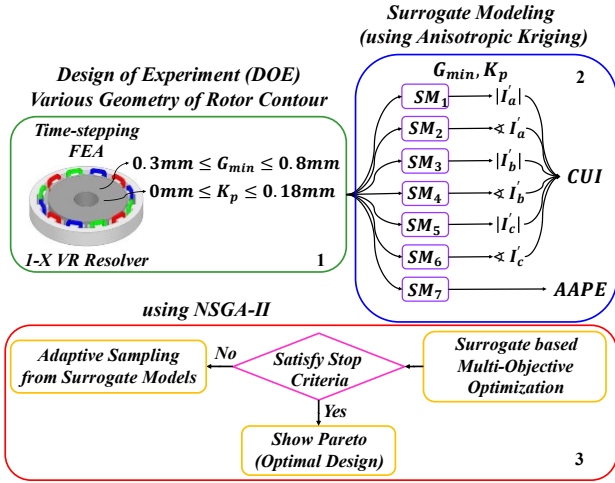 Surrogate Modeling
(using Anisotropic Kriging)
Design of Experiment (DOE)
Various Geometry of Rotor Contour
Time-stepping
FEA
0.3mm ≤ G_min ≤ 0.8mm
0mm ≤ K_p ≤ 0.18mm
1-X VR Resolver
1
2
G_min, K_p
SM_1 |I'_a|
SM_2 ∢ I'_a
SM_3 |I'_b|
SM_4 ∢ I'_b
SM_5 |I'_c|
SM_6 ∢ I'_c
CUI
SM_7 AAPE
using NSGA-II
Adaptive Sampling
from Surrogate Models
No
Satisfy Stop
Criteria
Surrogate based
Multi-Objective
Optimization
Yes
Show Pareto
(Optimal Design)
3